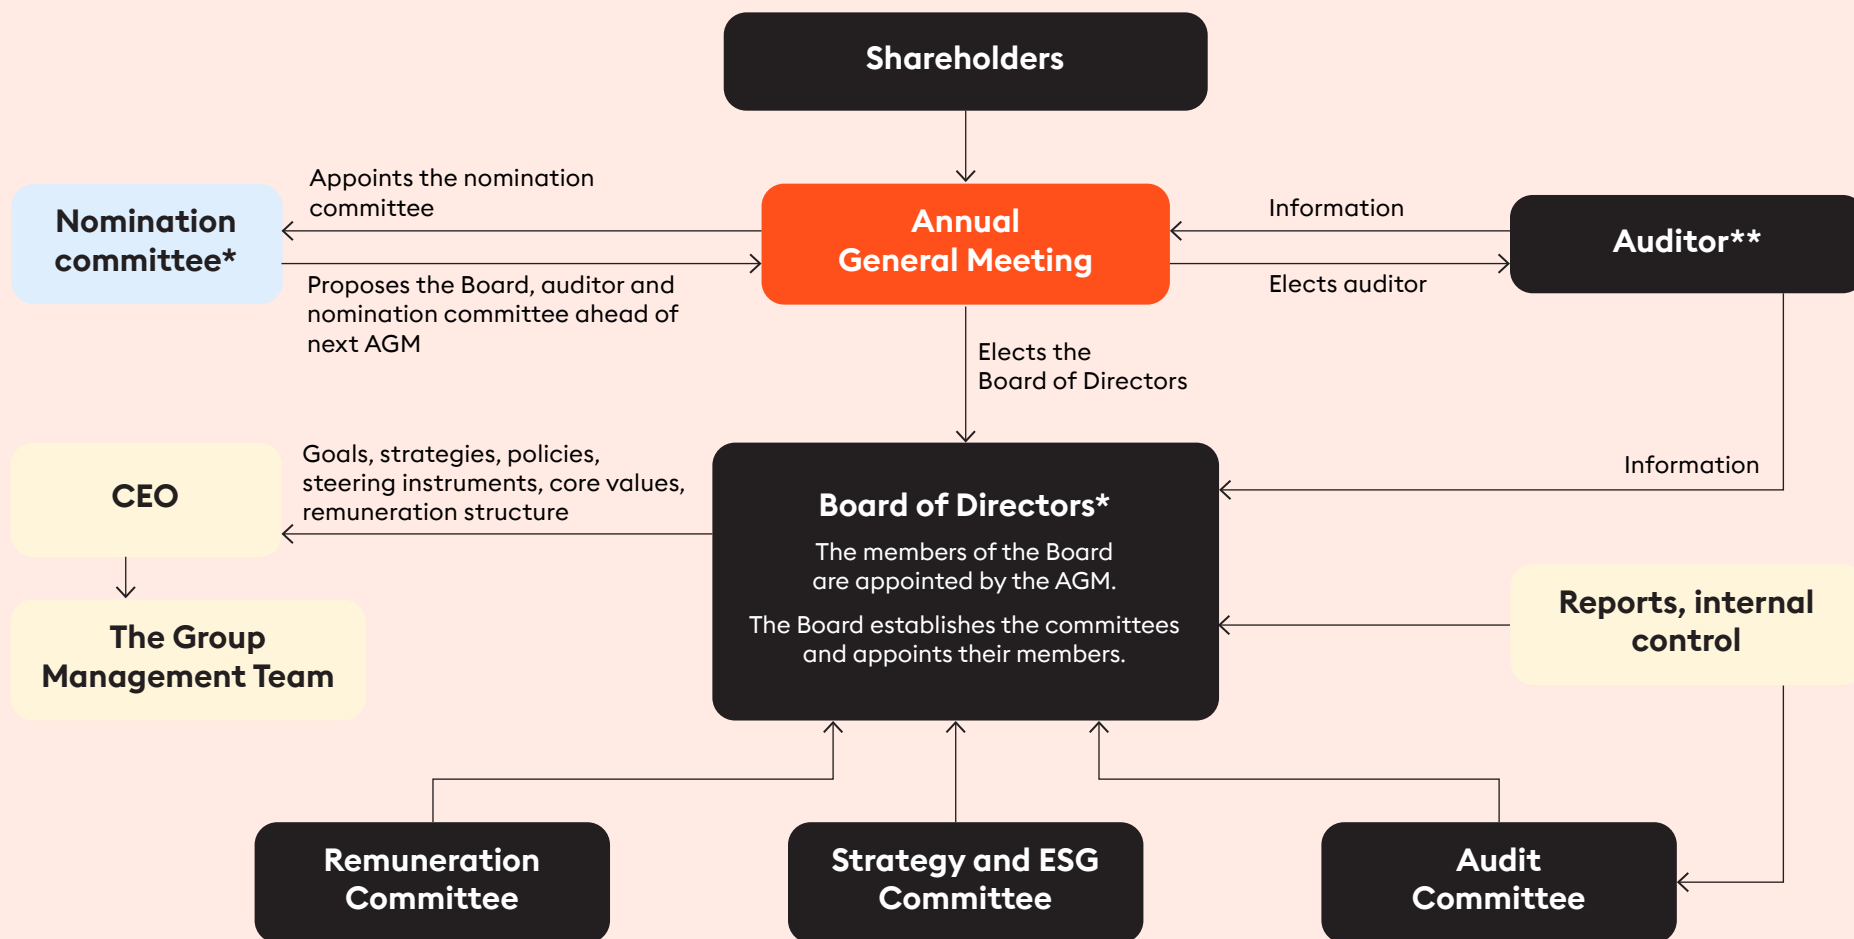 Shareholders
Appoints the nomination
committee
Nomination
committee*
Annual
General Meeting
Information
Auditor**
Elects auditor
Proposes the Board, auditor and
nomination committee ahead of
next AGM
Elects the
Board of Directors
Goals, strategies, policies,
steering instruments, core values,
remuneration structure
CEO
Information
Board of Directors*
The members of the Board
are appointed by the AGM.
The Board establishes the committees
and appoints their members.
The Group
Management Team
Reports, internal
control
Remuneration
Committee
Strategy and ESG
Committee
Audit
Committee